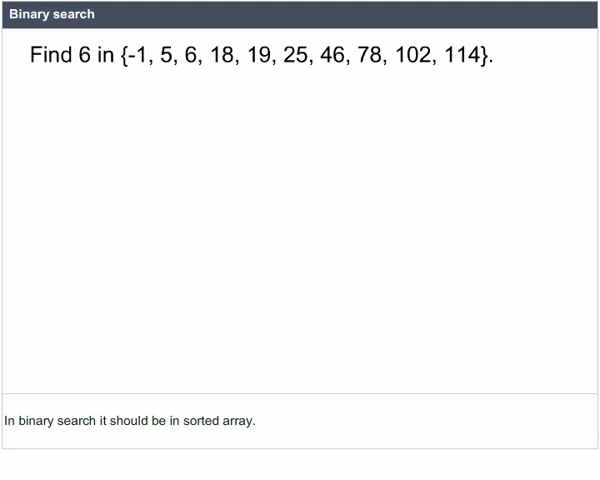 Binary search
Find 6 in {-1, 5, 6, 18, 19, 25, 46, 78, 102, 114}.
In binary search it should be in sorted array.